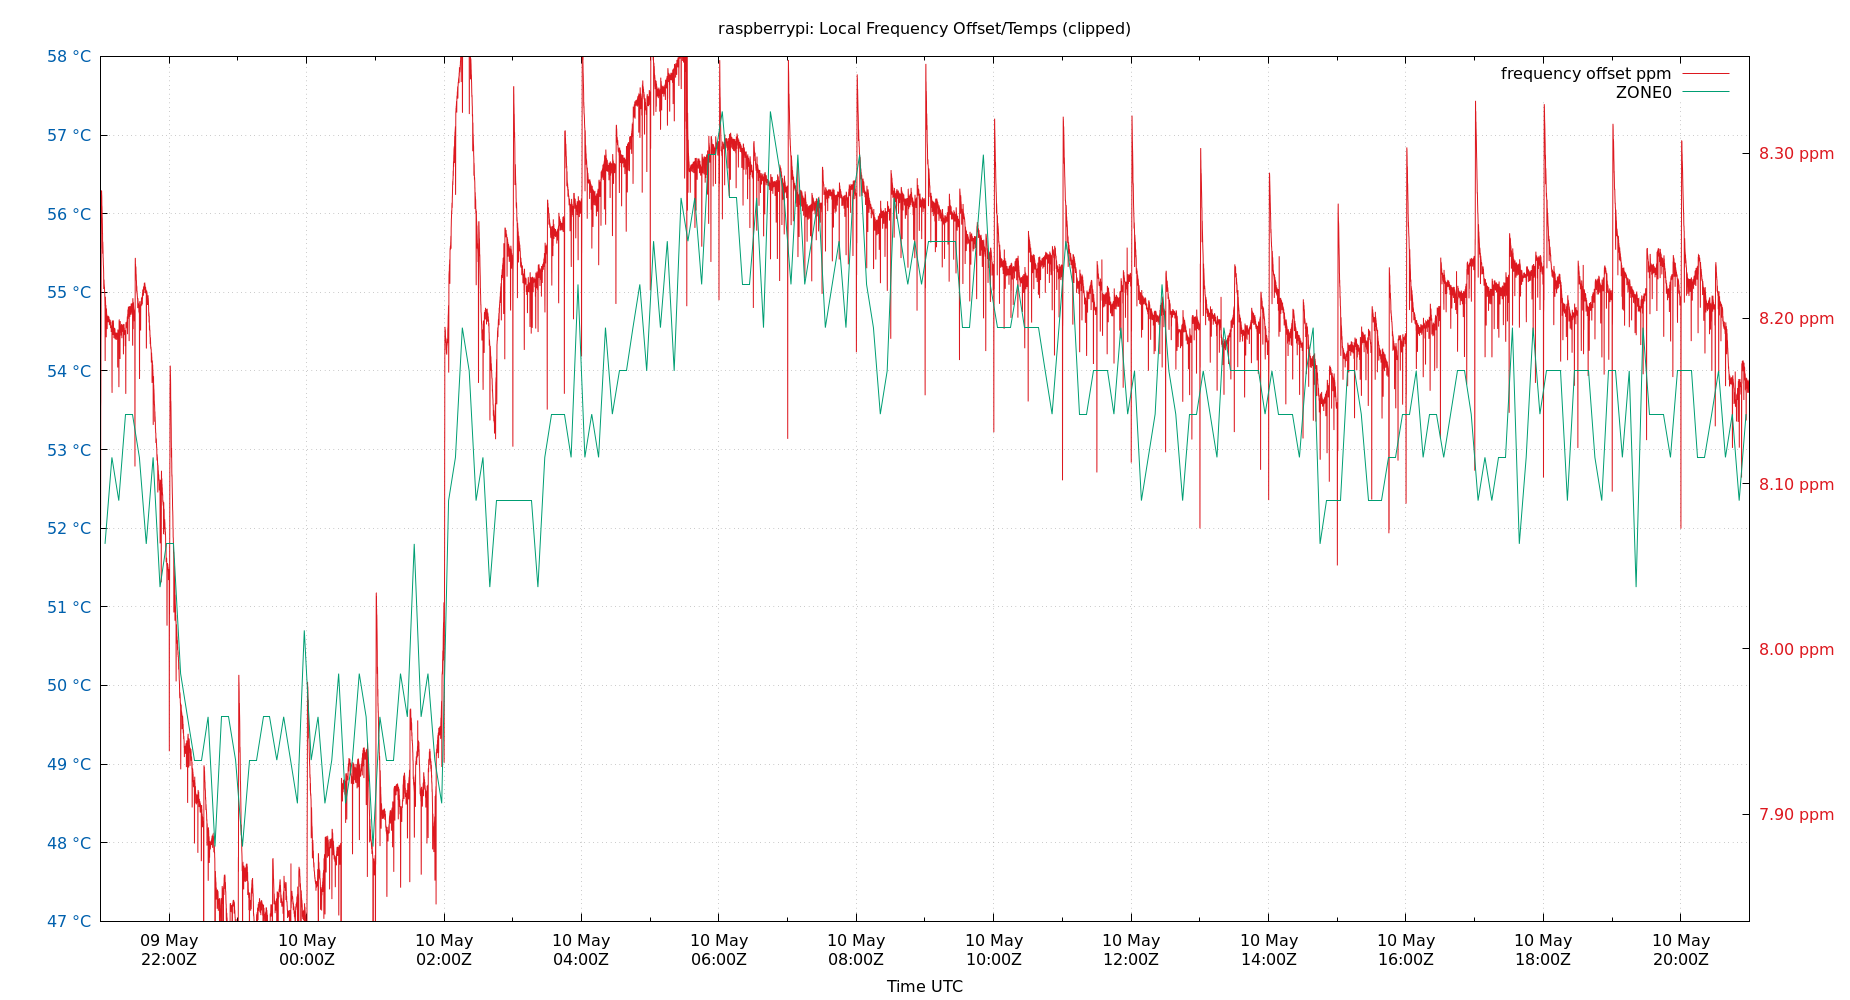 raspberrypi: Local Frequency Offset/Temps (clipped)
frequency offset ppm
ZONE0
58 °C
57 °C
56 °C
55 °C
54 °C
53 °C
52 °C
51 °C
50 °C
49 °C
48 °C
47 °C
8.30 ppm
8.20 ppm
8.10 ppm
8.00 ppm
7.90 ppm
09 May 10 May 10 May 10 May 10 May 10 May 10 May 10 May 10 May 10 May 10 May 10 May
22:00Z 00:00Z 02:00Z 04:00Z 06:00Z 08:00Z 10:00Z 12:00Z 14:00Z 16:00Z 18:00Z 20:00Z
Time UTC